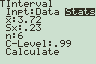 TInterval
Inpt:Data Stats
x̄:3.72
Sx:.23
n:6
C-Level:.99
Calculate